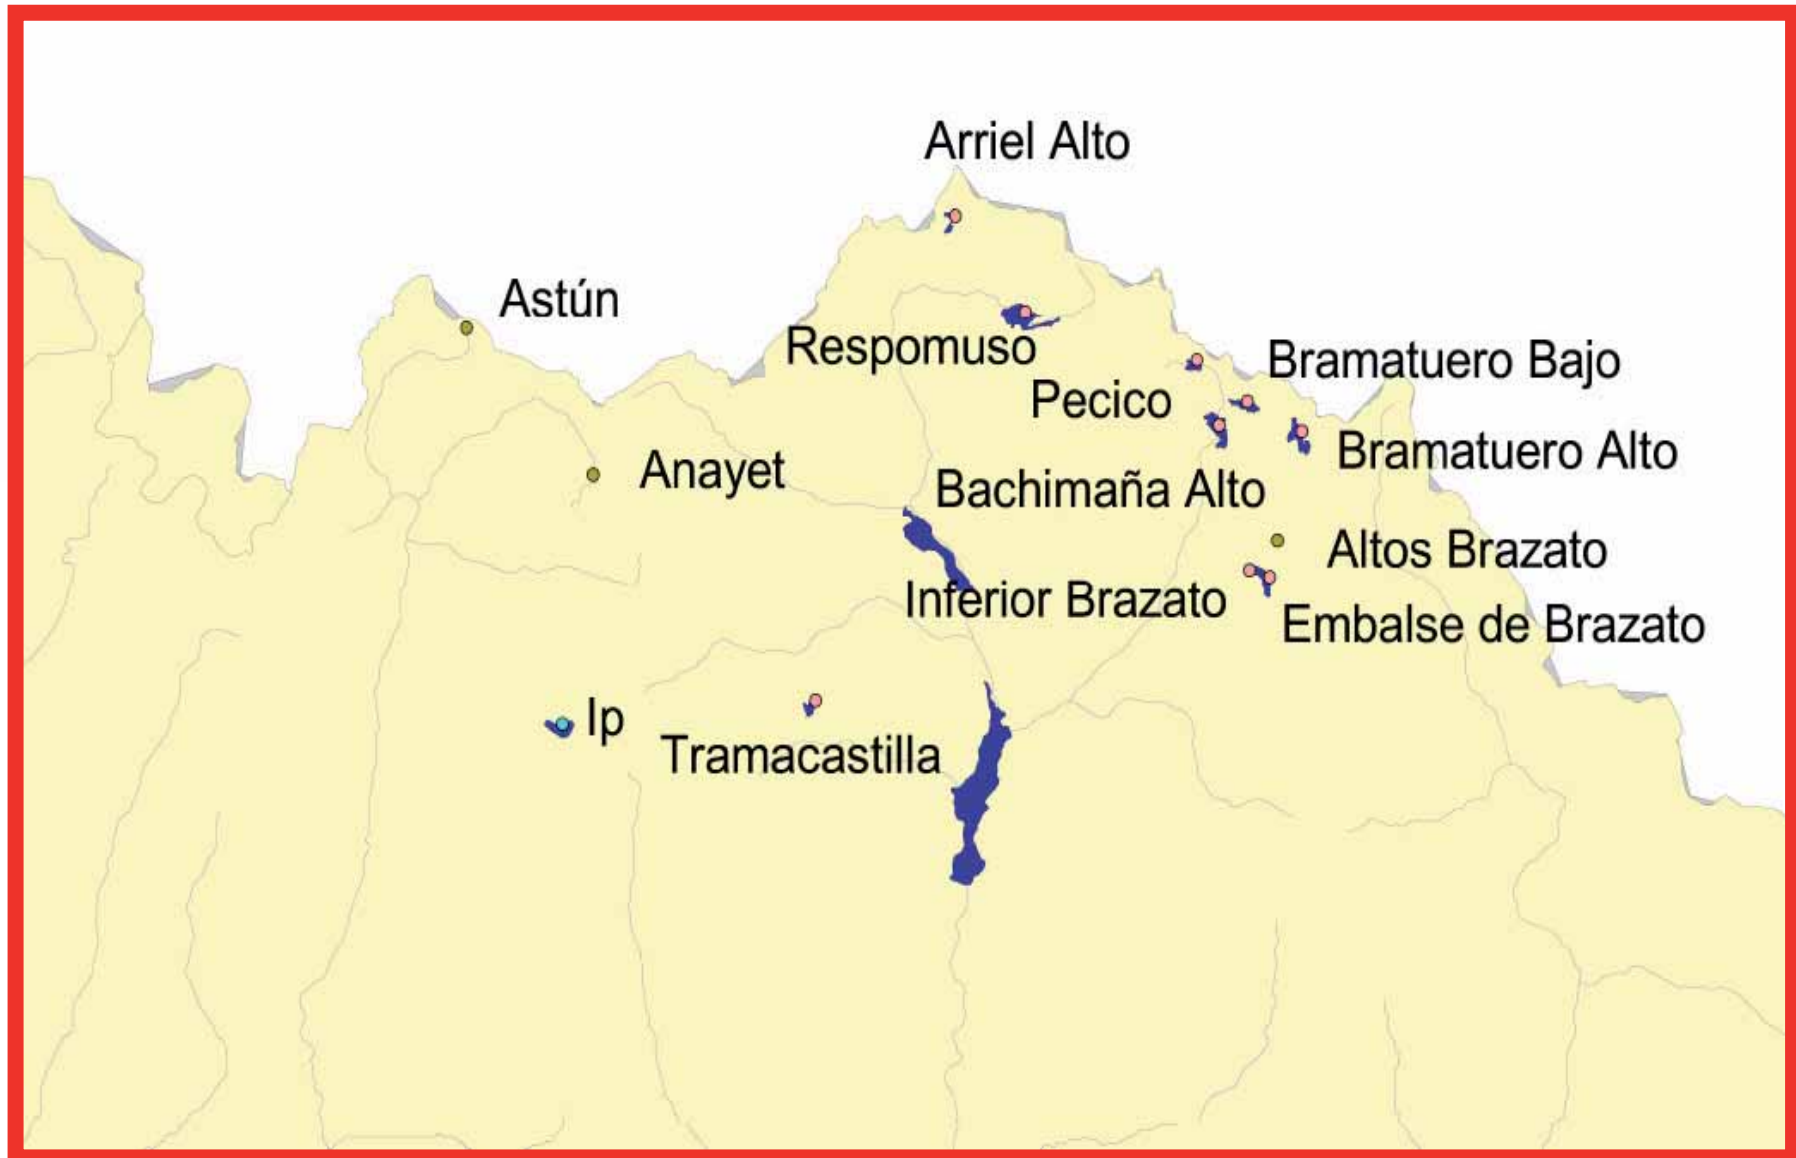 Arriel Alto
Astún
Respomuso
Bramatuero Bajo
Pecico
Bramatuero Alto
Anayet
Bachimaña Alto
Altos Brazato
Inferior Brazato
Embalse de Brazato
Ip
Tramacastilla